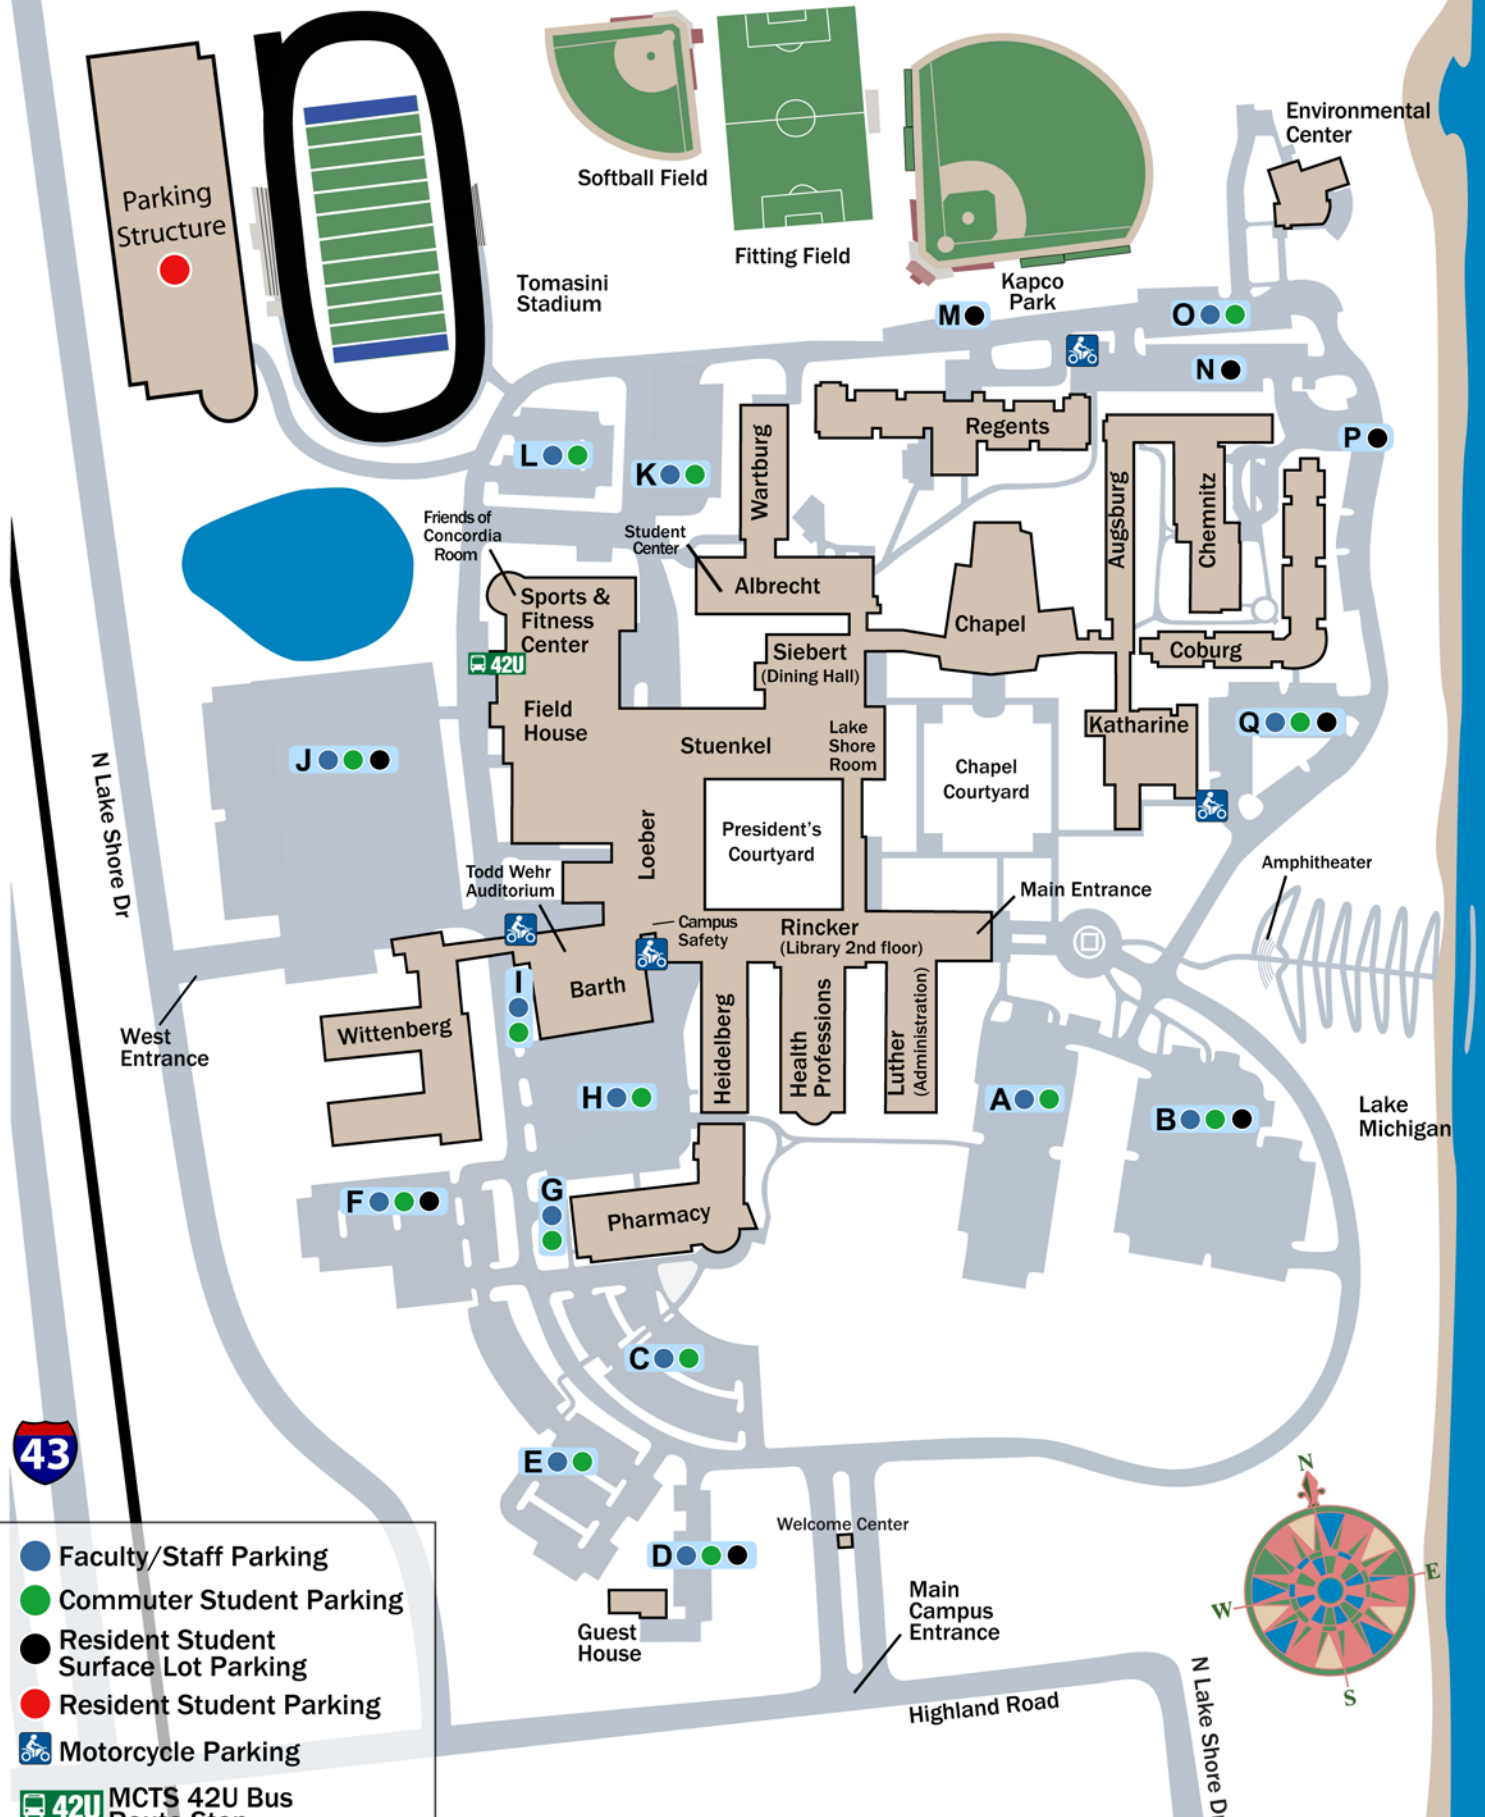 Environmental
Center
Parking
Structure
Softball Field
Fitting Field
Tomasini
Stadium
Kapco
Park
M
O
N
P
L
K
Wartburg
Regents
Augsburg
Chemnitz
Friends of
Concordia
Room
Student
Center
Albrecht
Sports &
Fitness
Center
Chapel
Siebert
(Dining Hall)
Coburg
42U
Field
House
Stuenkel
Lake
Shore
Room
Katharine
Q
J
Chapel
Courtyard
N Lake Shore Dr
Loeber
President's
Courtyard
Todd Wehr
Auditorium
Amphitheater
Main Entrance
Campus
Safety
Rincker
(Library 2nd floor)
I
Barth
Wittenberg
West
Entrance
Heidelberg
Health
Professions
Luther
(Administration)
H
A
B
Lake
Michigan
F
G
Pharmacy
C
E
43
N
E
W
S
Welcome Center
D
Guest
House
Main
Campus
Entrance
Highland Road
N Lake Shore Dr
Faculty/Staff Parking
Commuter Student Parking
Resident Student
Surface Lot Parking
Resident Student Parking
Motorcycle Parking
42U MCTS 42U Bus